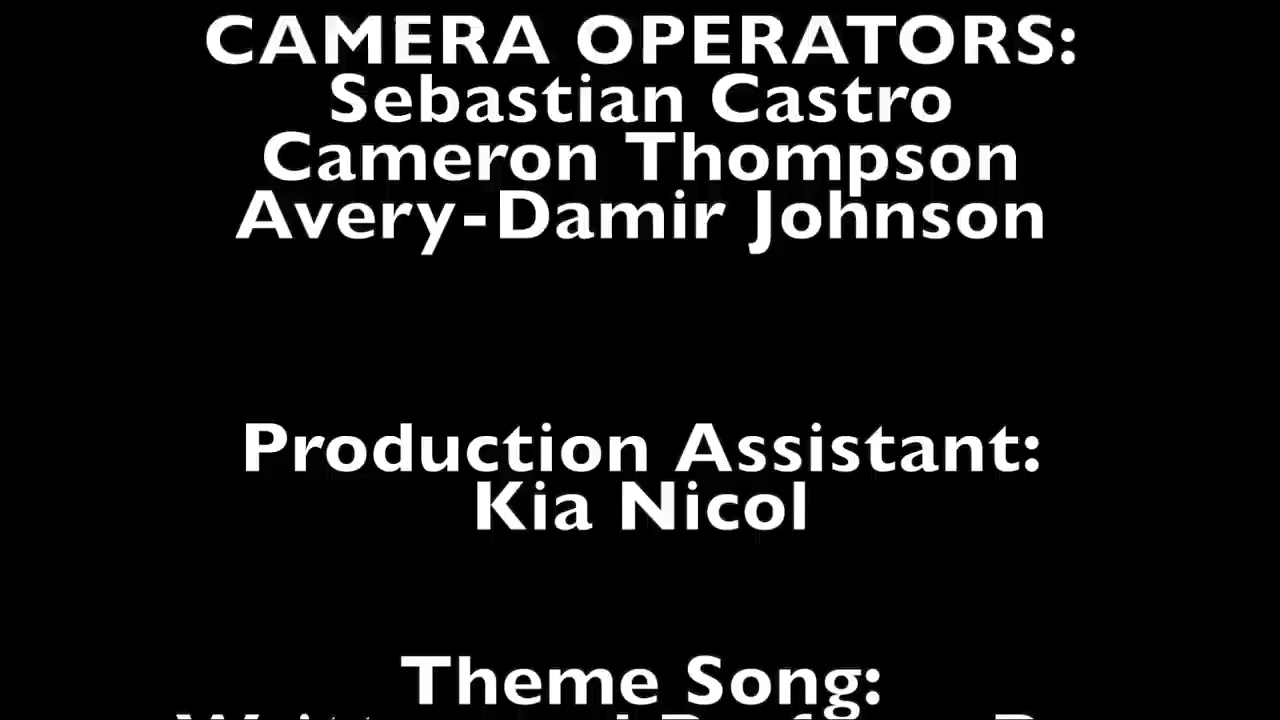 CAMERA OPERATORS:
Sebastian Castro
Cameron Thompson
Avery-Damir Johnson
Production Assistant:
Kia Nicol
Theme Song: